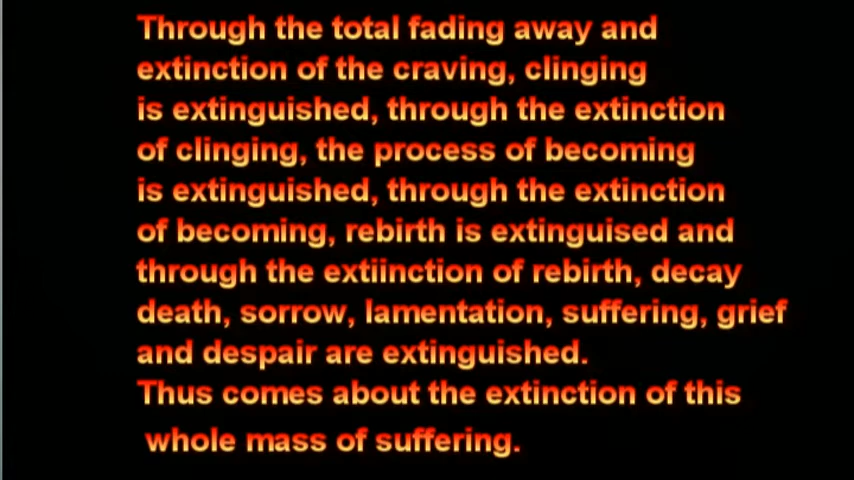 Through the total fading away and
extinction of the craving, clinging
is extinguished, through the extinction
of clinging, the process of becoming
is extinguished, through the extinction
of becoming, rebirth is extinguised and
through the extiinction of rebirth, decay
death, sorrow, lamentation, suffering, grief
and despair are extinguished.
Thus comes about the extinction of this
whole mass of suffering.